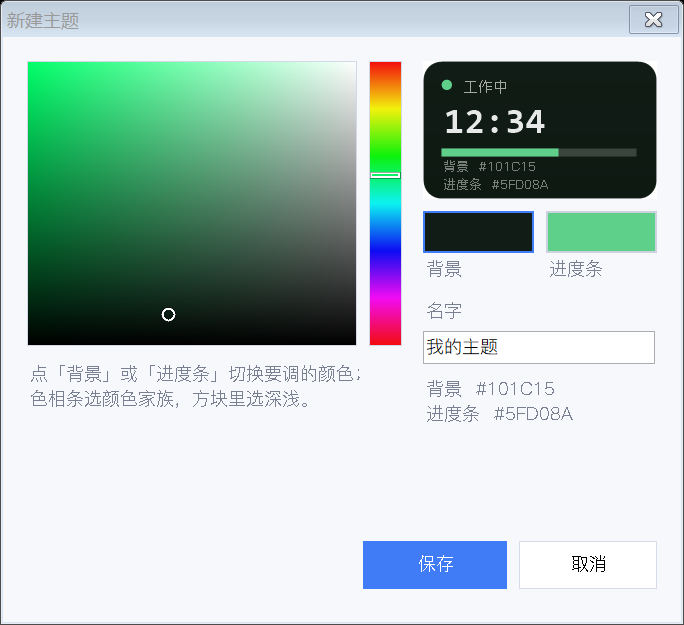 新建主题
工作中
12:34
背景 #101C15
进度条 #5FD08A
背景 进度条
名字
我的主题
背景 #101C15
进度条 #5FD08A
点「背景」或「进度条」切换要调的颜色；
色相条选颜色家族，方块里选深浅。
保存 取消